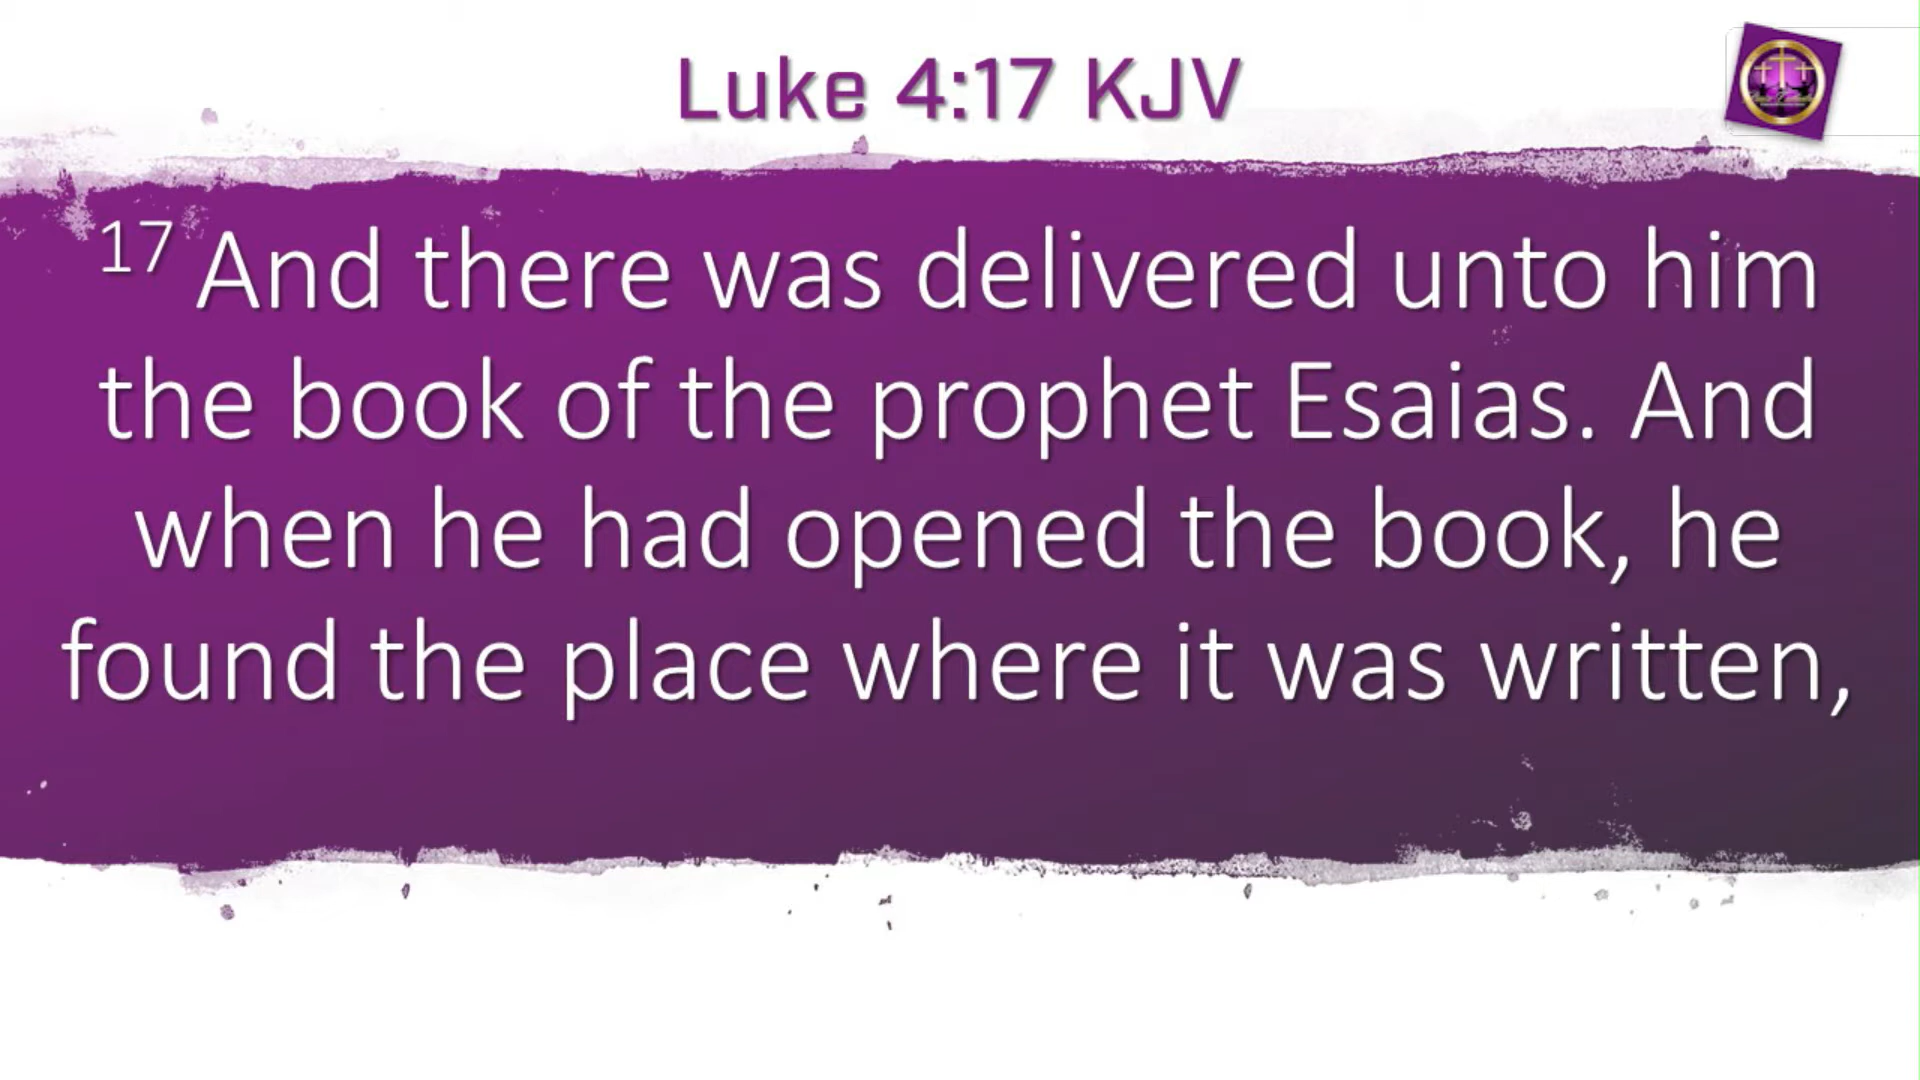 Luke 4:17 KJV
17 And there was delivered unto him
the book of the prophet Esaias. And
when he had opened the book, he
found the place where it was written,